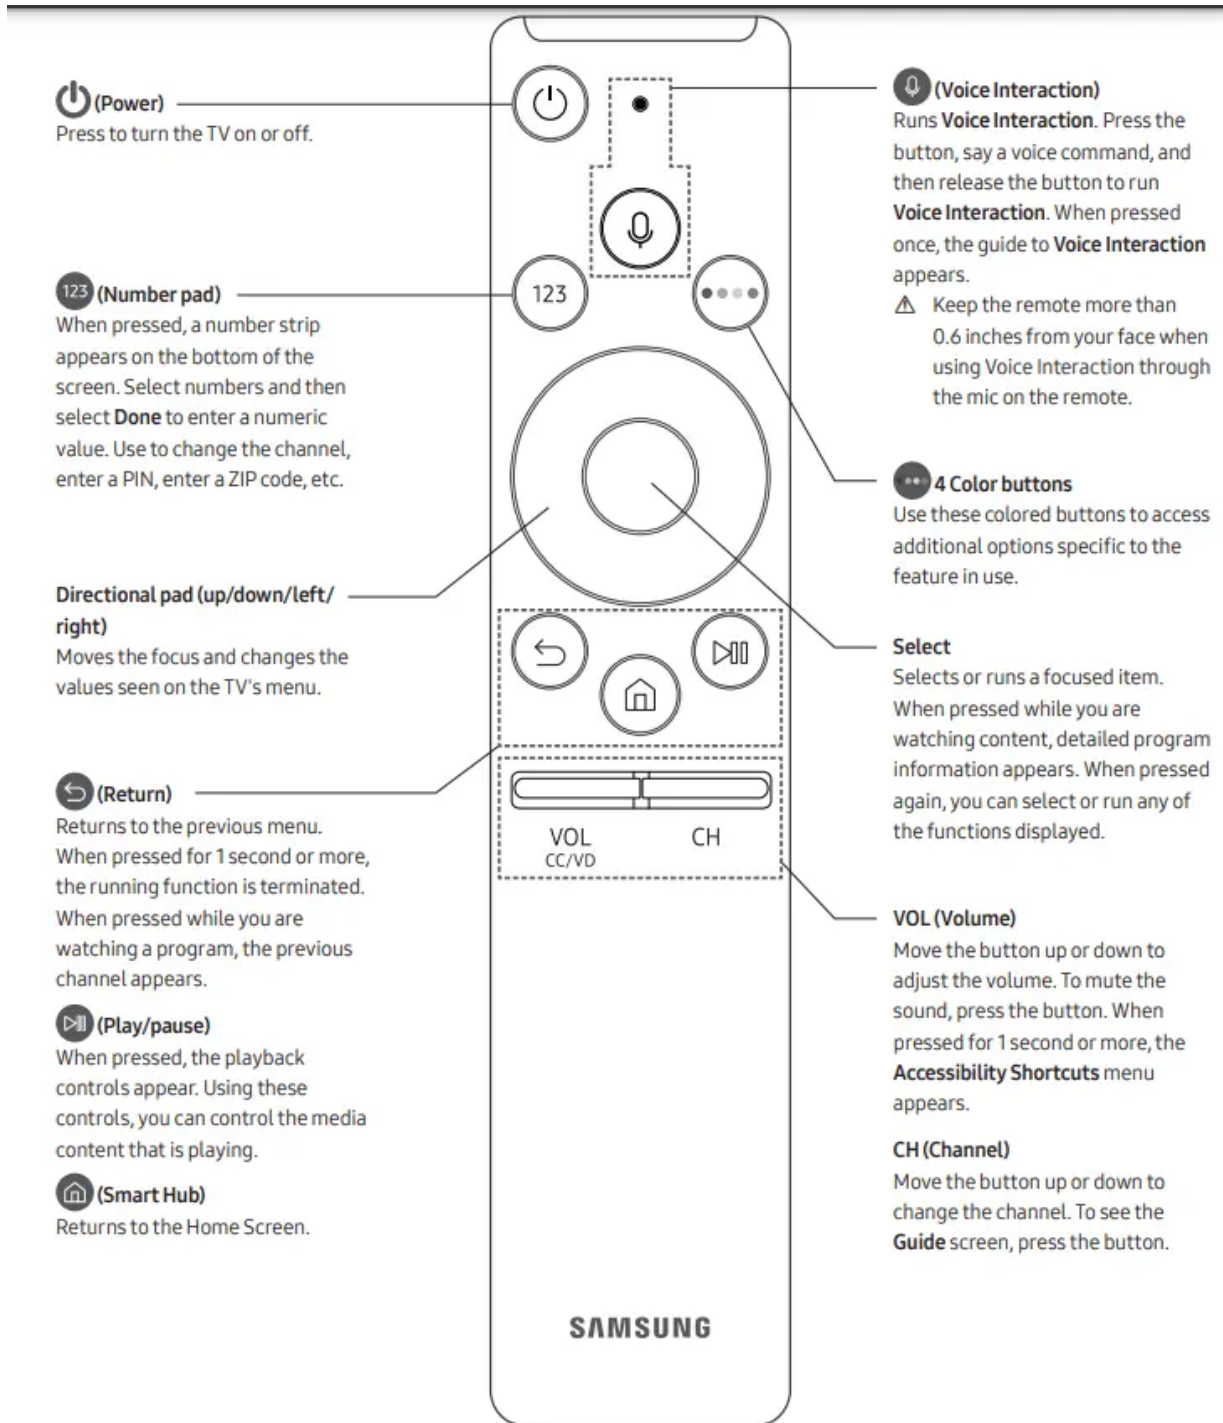 (Power)
Press to turn the TV on or off.
123 (Number pad)
When pressed, a number strip
appears on the bottom of the
screen. Select numbers and then
select Done to enter a numeric
value. Use to change the channel,
enter a PIN, enter a ZIP code, etc.
Directional pad (up/down/left/
right)
Moves the focus and changes the
values seen on the TV's menu.
(Return)
Returns to the previous menu.
When pressed for 1 second or more,
the running function is terminated.
When pressed while you are
watching a program, the previous
channel appears.
(Play/pause)
When pressed, the playback
controls appear. Using these
controls, you can control the media
content that is playing.
(Smart Hub)
Returns to the Home Screen.
123
VOL
CC/VD
CH
SAMSUNG
(Voice Interaction)
Runs Voice Interaction. Press the
button, say a voice command, and
then release the button to run
Voice Interaction. When pressed
once, the guide to Voice Interaction
appears.
Keep the remote more than
0.6 inches from your face when
using Voice Interaction through
the mic on the remote.
4 Color buttons
Use these colored buttons to access
additional options specific to the
feature in use.
Select
Selects or runs a focused item.
When pressed while you are
watching content, detailed program
information appears. When pressed
again, you can select or run any of
the functions displayed.
VOL (Volume)
Move the button up or down to
adjust the volume. To mute the
sound, press the button. When
pressed for 1 second or more, the
Accessibility Shortcuts menu
appears.
CH (Channel)
Move the button up or down to
change the channel. To see the
Guide screen, press the button.